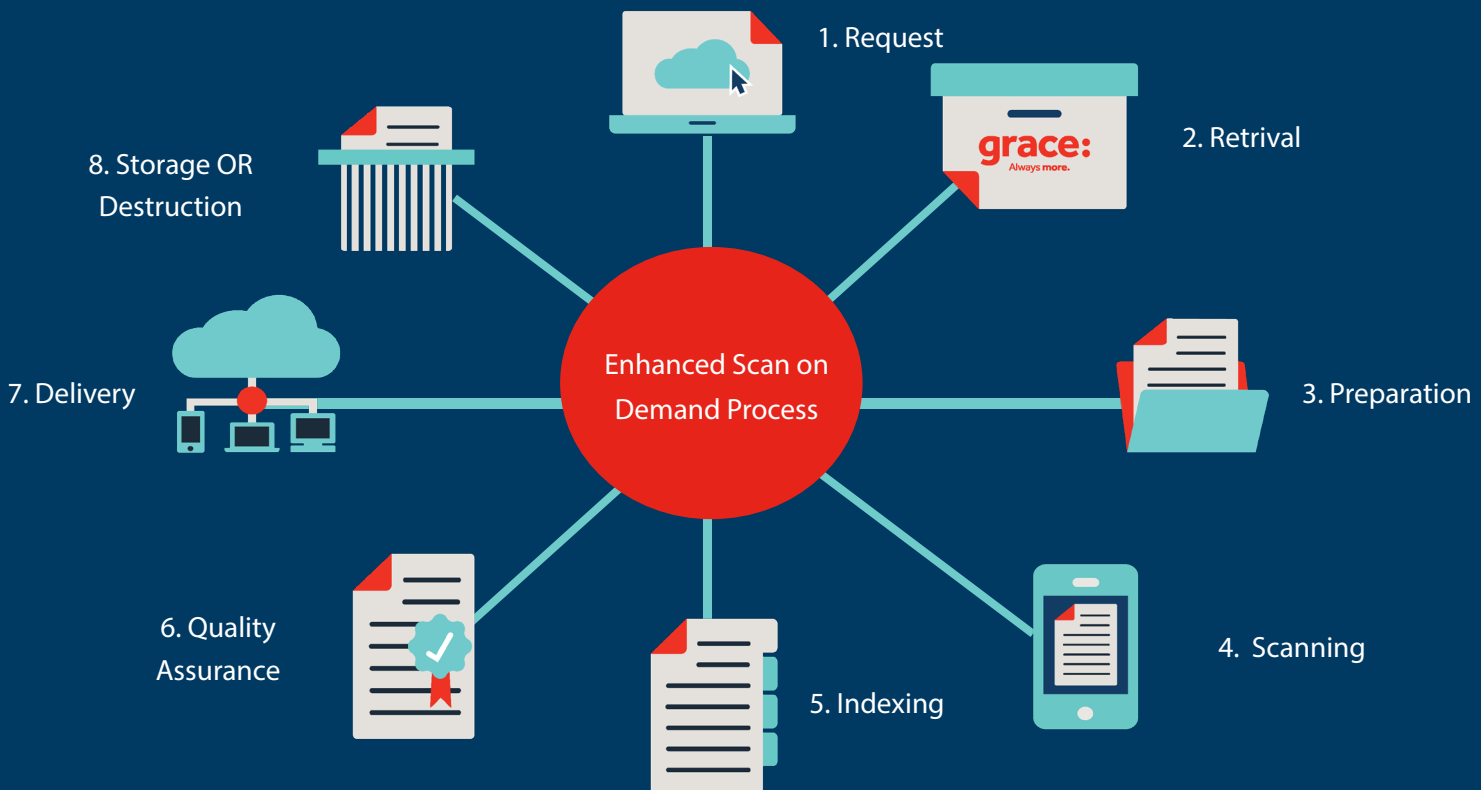 1. Request
grace:
Always more.
2. Retrival
3. Preparation
4. Scanning
5. Indexing
6. Quality
Assurance
7. Delivery
8. Storage OR
Destruction
Enhanced Scan on
Demand Process